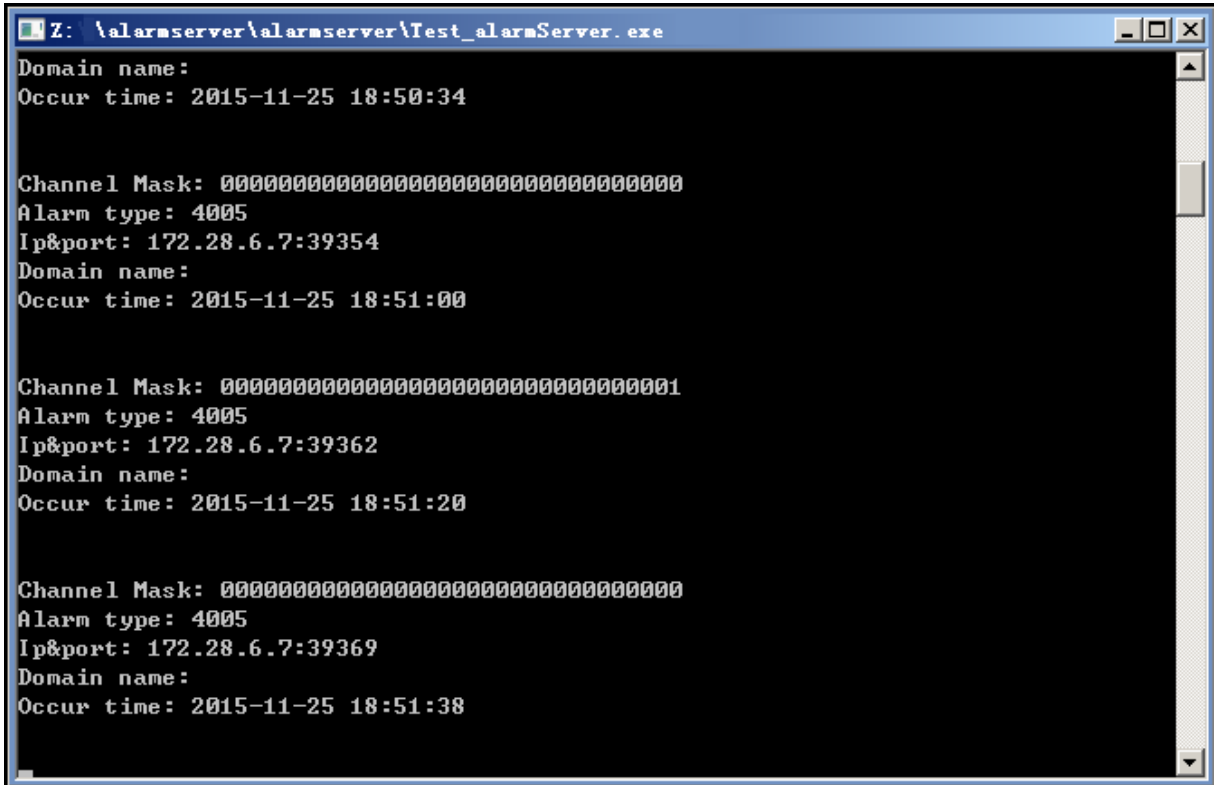 Z: \alarmserver\alarmserver\Test_alarmServer.exe
Domain name:
Occur time: 2015-11-25 18:50:34
Channel Mask: 00000000000000000000000000000000
Alarm type: 4005
Ip&port: 172.28.6.7:39354
Domain name:
Occur time: 2015-11-25 18:51:00
Channel Mask: 00000000000000000000000000000001
Alarm type: 4005
Ip&port: 172.28.6.7:39362
Domain name:
Occur time: 2015-11-25 18:51:20
Channel Mask: 00000000000000000000000000000000
Alarm type: 4005
Ip&port: 172.28.6.7:39369
Domain name:
Occur time: 2015-11-25 18:51:38